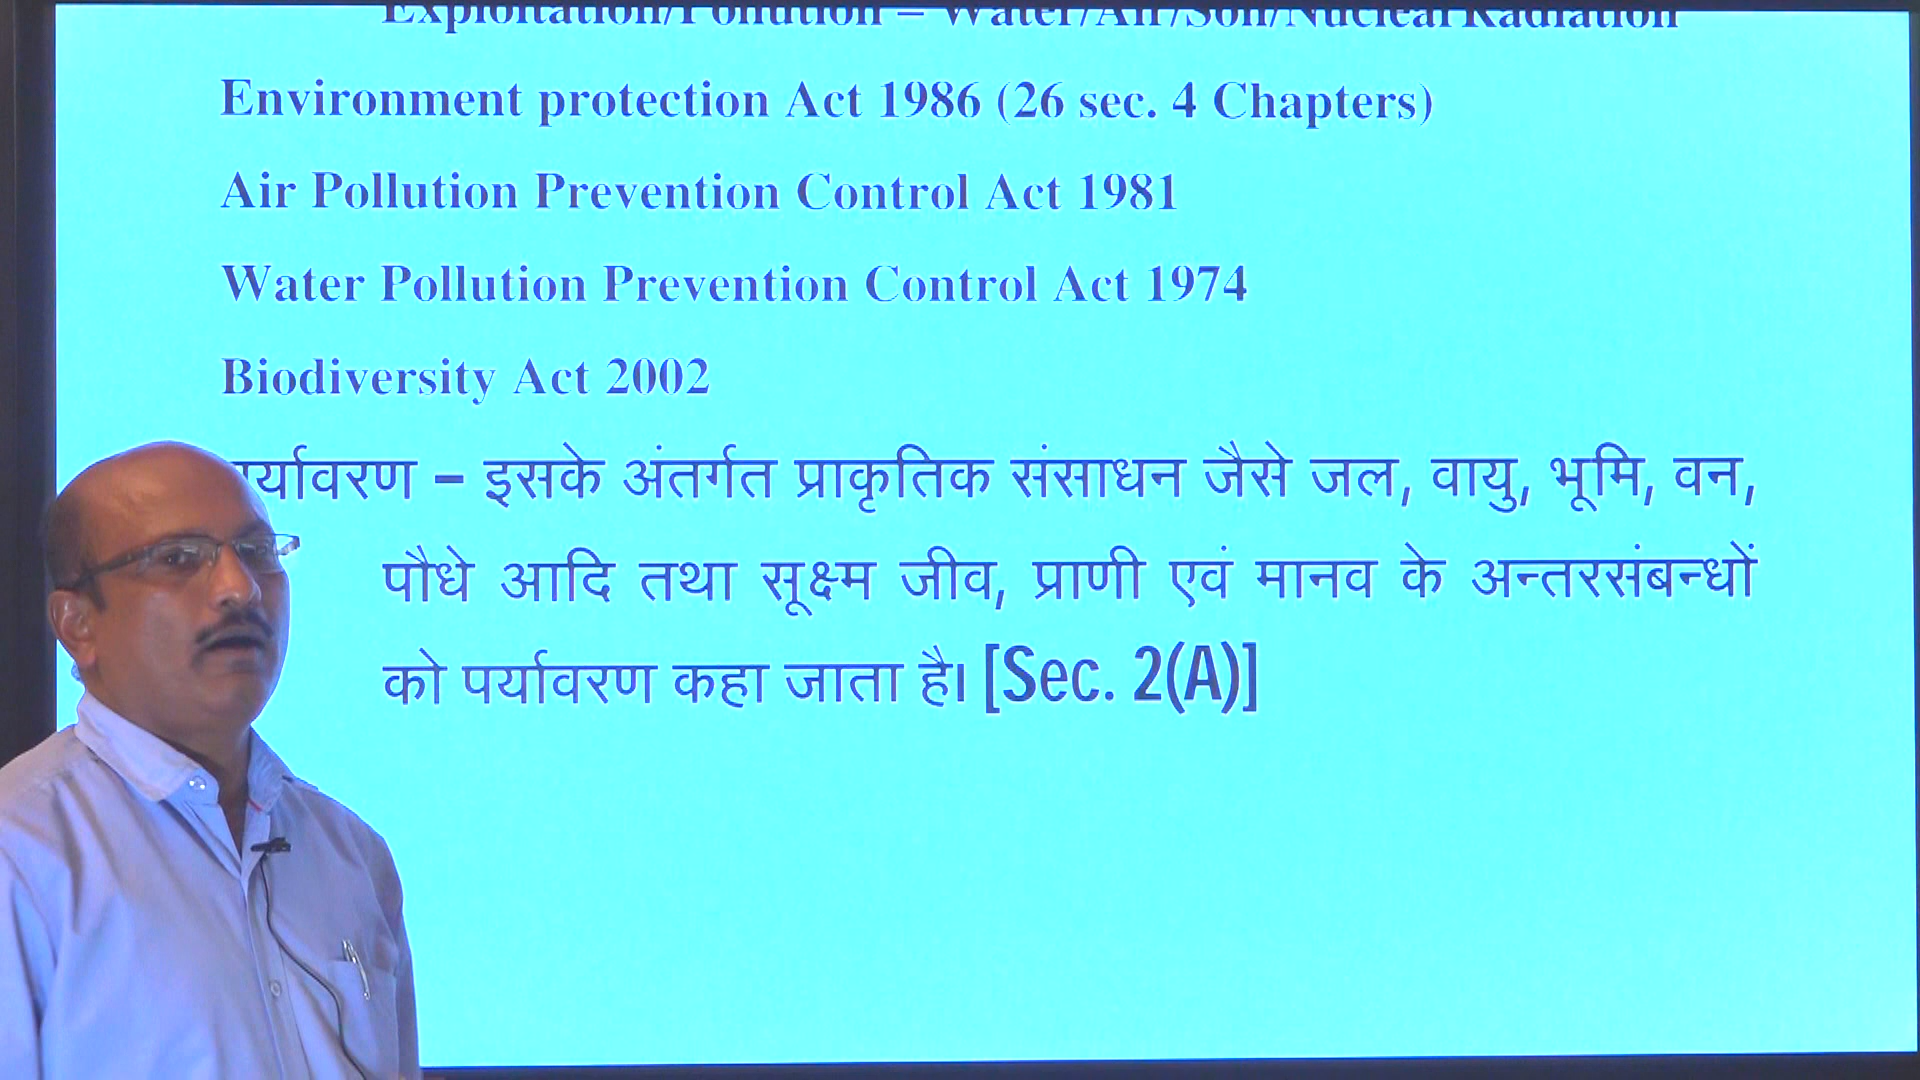 Exploitation/Pollution – Water/Air/Soil/Nuclear Radiation
Environment protection Act 1986 (26 sec. 4 Chapters)
Air Pollution Prevention Control Act 1981
Water Pollution Prevention Control Act 1974
Biodiversity Act 2002
पर्यावरण – इसके अंतर्गत प्राकृतिक संसाधन जैसे जल, वायु, भूमि, वन,
पौधे आदि तथा सूक्ष्म जीव, प्राणी एवं मानव के अन्तरसंबन्धों
को पर्यावरण कहा जाता है। [Sec. 2(A)]